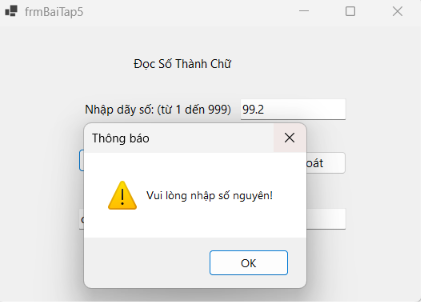 frmBaiTap5
Đọc Số Thành Chữ
Nhập dãy số: (từ 1 đến 999) 99.2
Thông báo
oát
Vui lòng nhập số nguyên!
OK